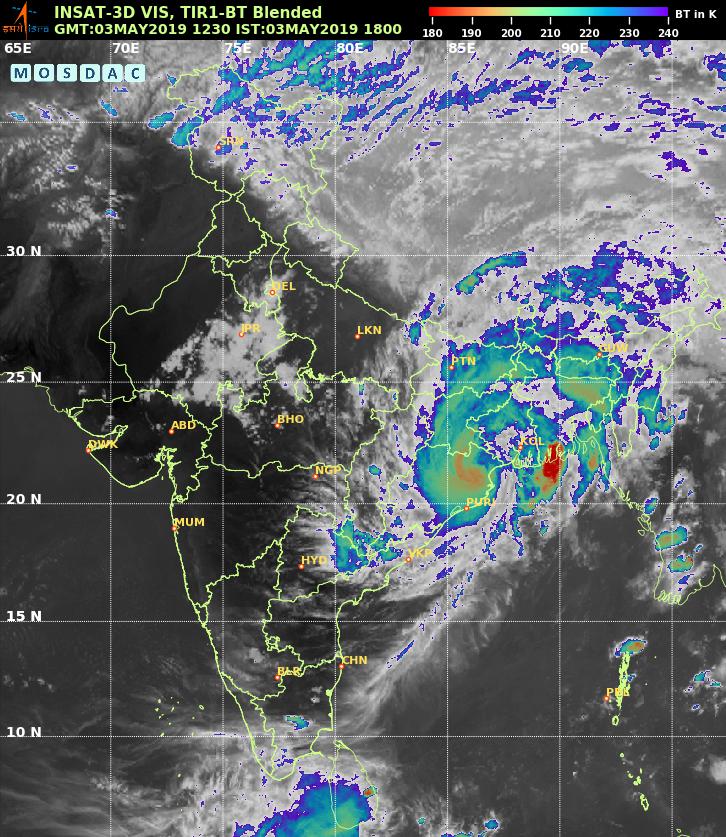 INSAT-3D VIS, TIR1-BT Blended
GMT:03MAY2019 1230 IST:03MAY2019 1800
BT in K
180 190 200 210 220 230 240
65E 70E 75E 80E 85E 90E
MOSDAC
SRN
30 N
DEL
JPR
LKN
PTN
25 N
ABD
BHO
KOL
DWK
NGP
20 N
PURI
MUM
VKP
HYD
15 N
CHN
BLR
PBL
10 N